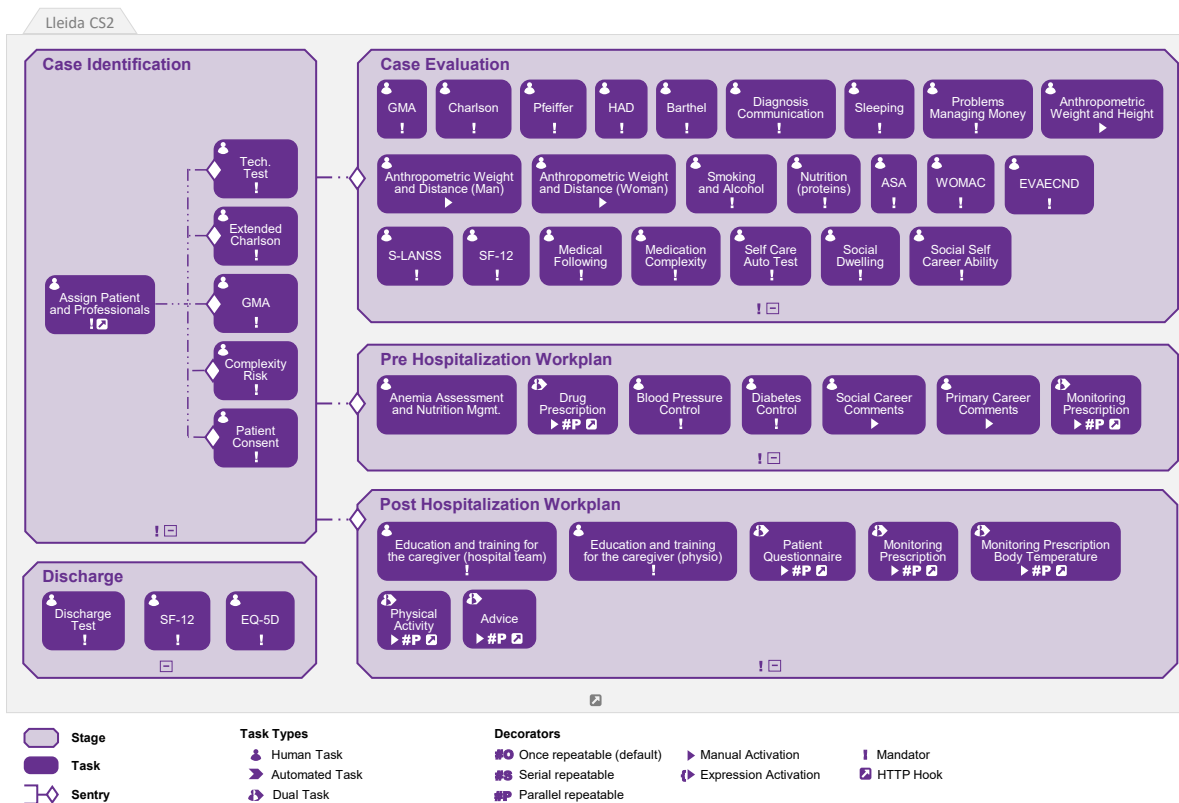 Lleida CS2
Case Identification
Tech.
Test
!
Extended
Charlson
!
Assign Patient
and Professionals
!
GMA
!
Complexity
Risk
!
Patient
Consent
!
!
Case Evaluation
GMA
!
Charlson
!
Pfeiffer
!
HAD
!
Barthel
!
Diagnosis
Communication
!
Sleeping
!
Problems
Managing Money
!
Anthropometric
Weight and Height
Anthropometric Weight
and Distance (Man)
Anthropometric Weight
and Distance (Woman)
Smoking
and Alcohol
!
Nutrition
(proteins)
!
ASA
!
WOMAC
!
EVAECND
!
S-LANSS
!
SF-12
!
Medical
Following
!
Medication
Complexity
!
Self Care
Auto Test
!
Social
Dwelling
!
Social Self
Career Ability
!
!
Pre Hospitalization Workplan
Anemia Assessment
and Nutrition Mgmt.
Drug
Prescription
#P
Blood Pressure
Control
!
Diabetes
Control
!
Social Career
Comments
Primary Career
Comments
Monitoring
Prescription
#P
!
Post Hospitalization Workplan
Education and training for
the caregiver (hospital team)
!
Education and training
for the caregiver (physio)
!
Patient
Questionnaire
#P
Monitoring
Prescription
#P
Monitoring Prescription
Body Temperature
#P
Physical
Activity
#P
Advice
#P
!
Discharge
Discharge
Test
!
SF-12
!
EQ-5D
!
Stage
Task
Sentry
Task Types
Human Task
Automated Task
Dual Task
Decorators
#O Once repeatable (default)
#S Serial repeatable
#P Parallel repeatable
Manual Activation
Expression Activation
! Mandator
HTTP Hook